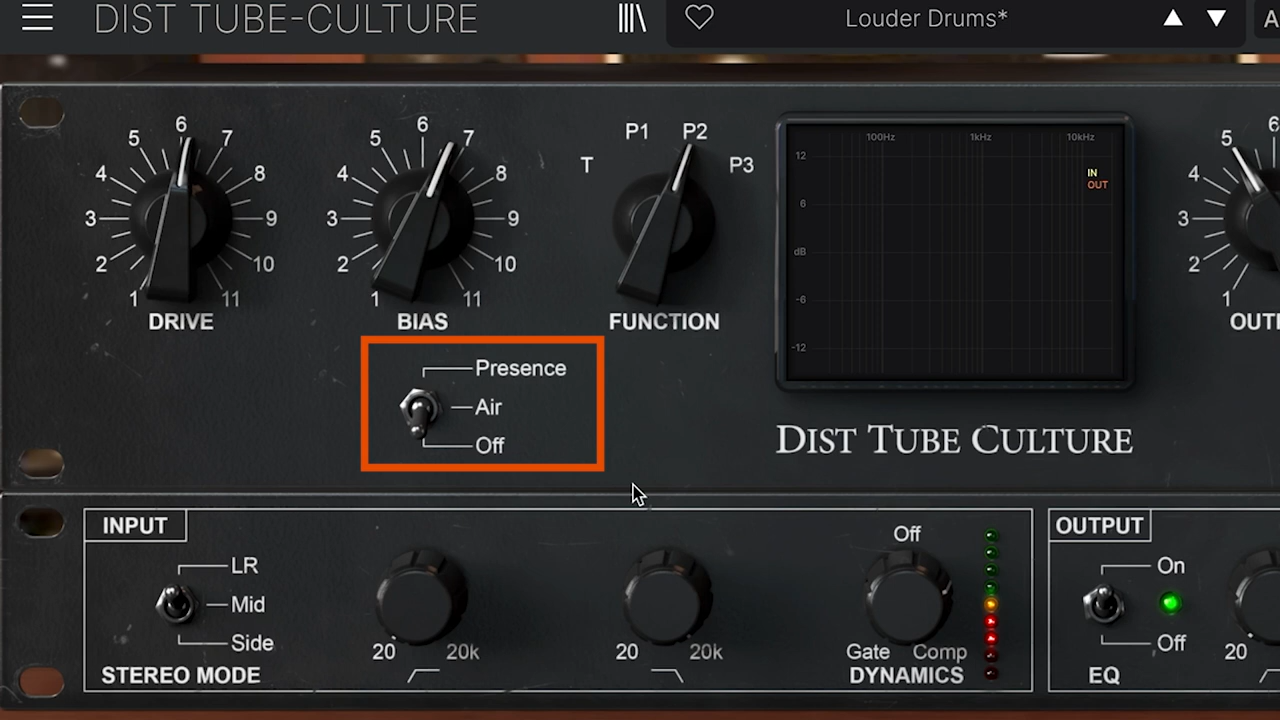 DIST TUBE-CULTURE
Louder Drums*
A
1 2 3 4 5 6 7 8 9 10 11
DRIVE
1 2 3 4 5 6 7 8 9 10 11
BIAS
T P1 P2 P3
FUNCTION
100Hz 1kHz 10kHz
12
6
dB
-6
-12
IN
OUT
1 2 3 4 5 6
OUT
Presence
Air
Off
DIST TUBE CULTURE
INPUT
LR
Mid
Side
STEREO MODE
20 20k
20 20k
Off
Gate Comp
DYNAMICS
OUTPUT
On
Off
EQ
20